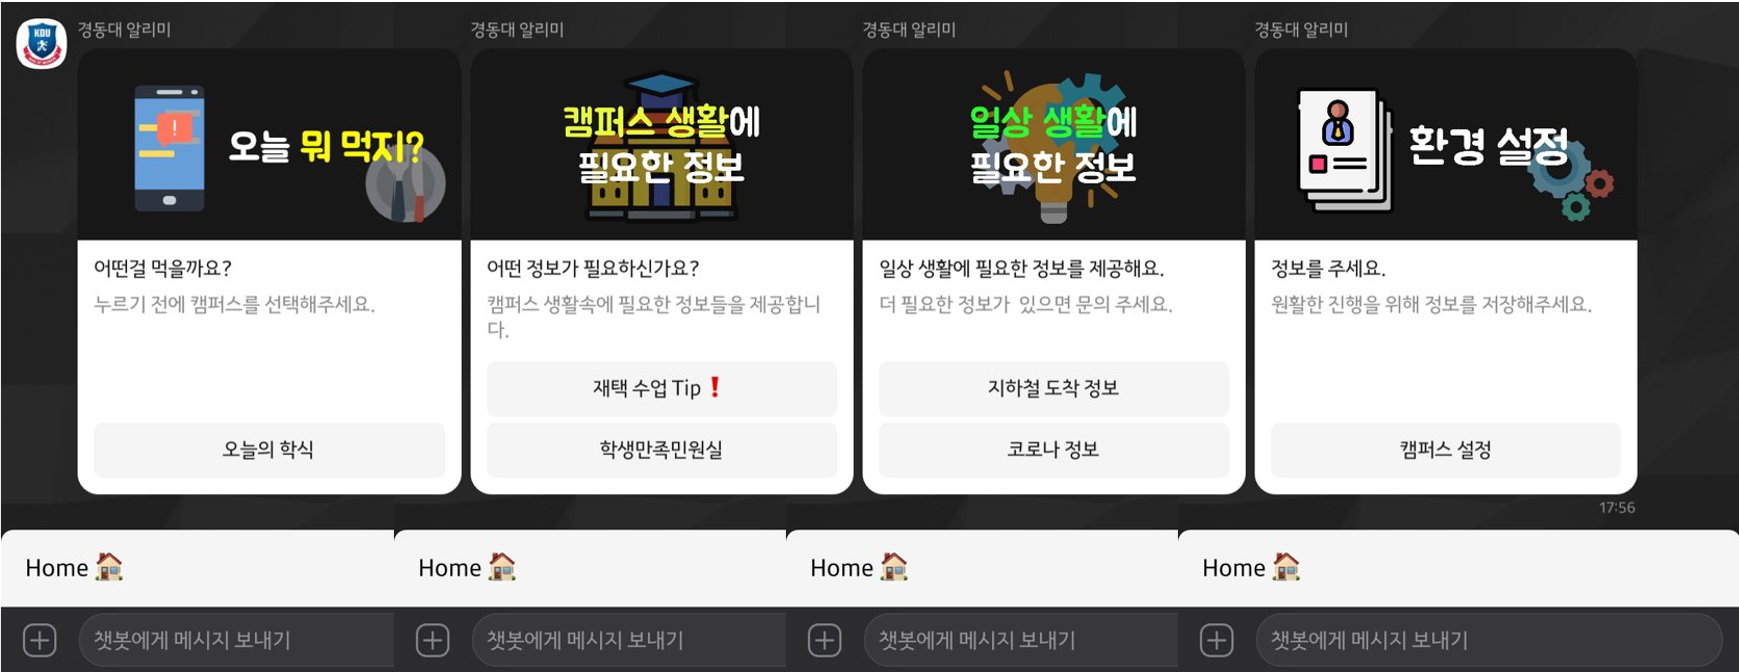 KDU
경동대 알리미
오늘 뭐 먹지?
어떤걸 먹을까요?
누르기 전에 캠퍼스를 선택해주세요.
오늘의 학식
경동대 알리미
캠퍼스 생활에
필요한 정보
어떤 정보가 필요하신가요?
캠퍼스 생활속에 필요한 정보들을 제공합니
다.
재택 수업 Tip ❗
학생만족민원실
경동대 알리미
일상 생활에
필요한 정보
일상 생활에 필요한 정보를 제공해요.
더 필요한 정보가  있으면 문의 주세요.
지하철 도착 정보
코로나 정보
경동대 알리미
환경 설정
정보를 주세요.
원활한 진행을 위해 정보를 저장해주세요.
캠퍼스 설정
17:56
Home 🏠
Home 🏠
Home 🏠
Home 🏠
챗봇에게 메시지 보내기
챗봇에게 메시지 보내기
챗봇에게 메시지 보내기
챗봇에게 메시지 보내기